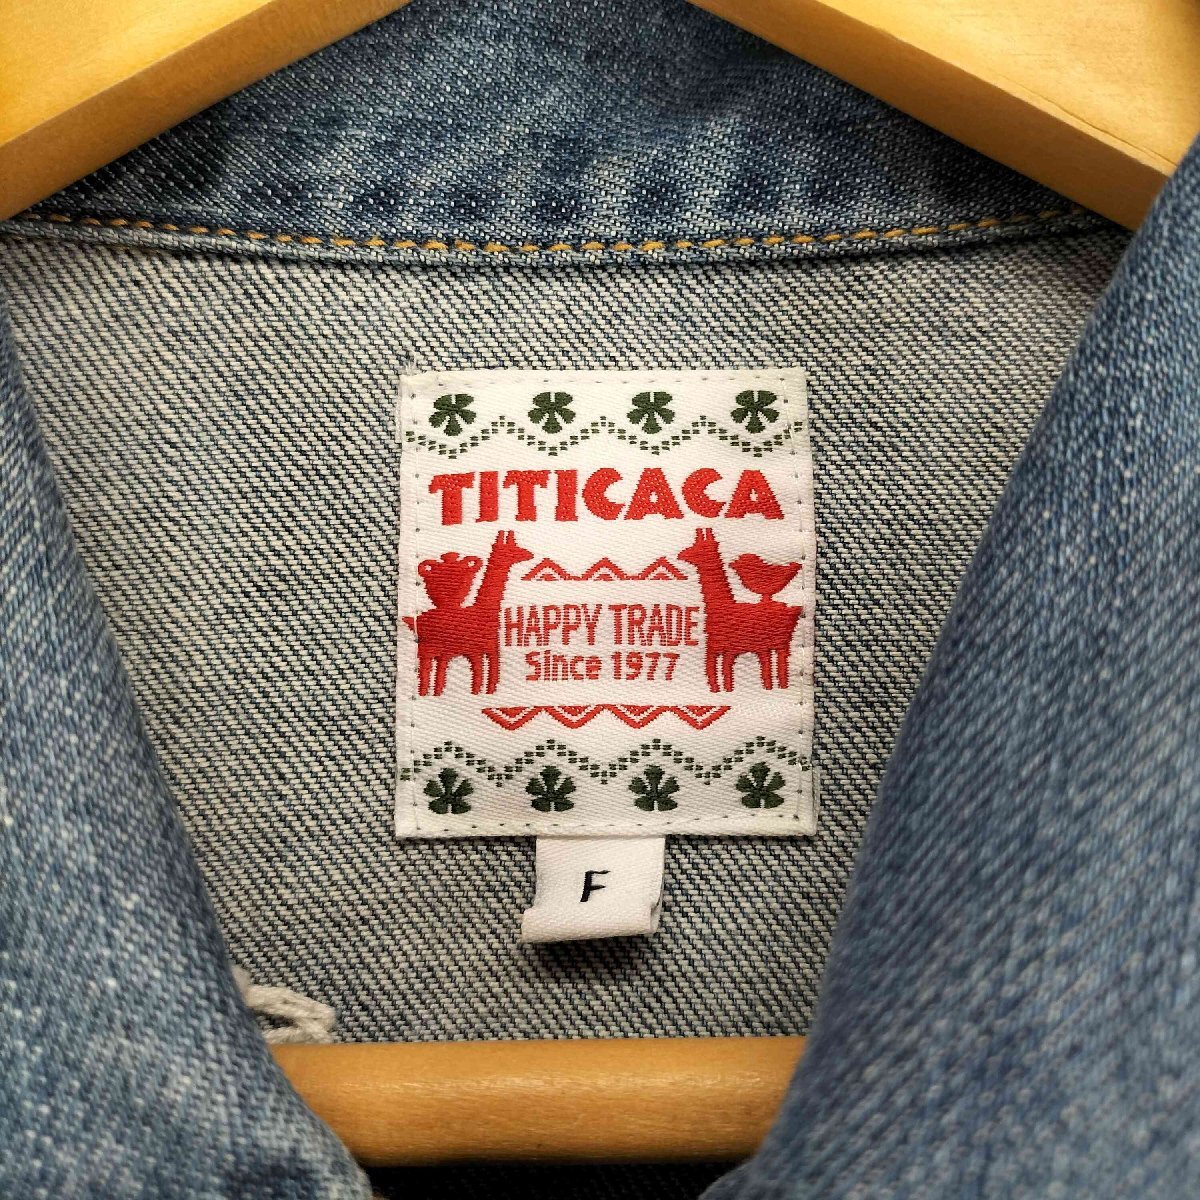 TITICACA
HAPPY TRADE
Since 1977
F